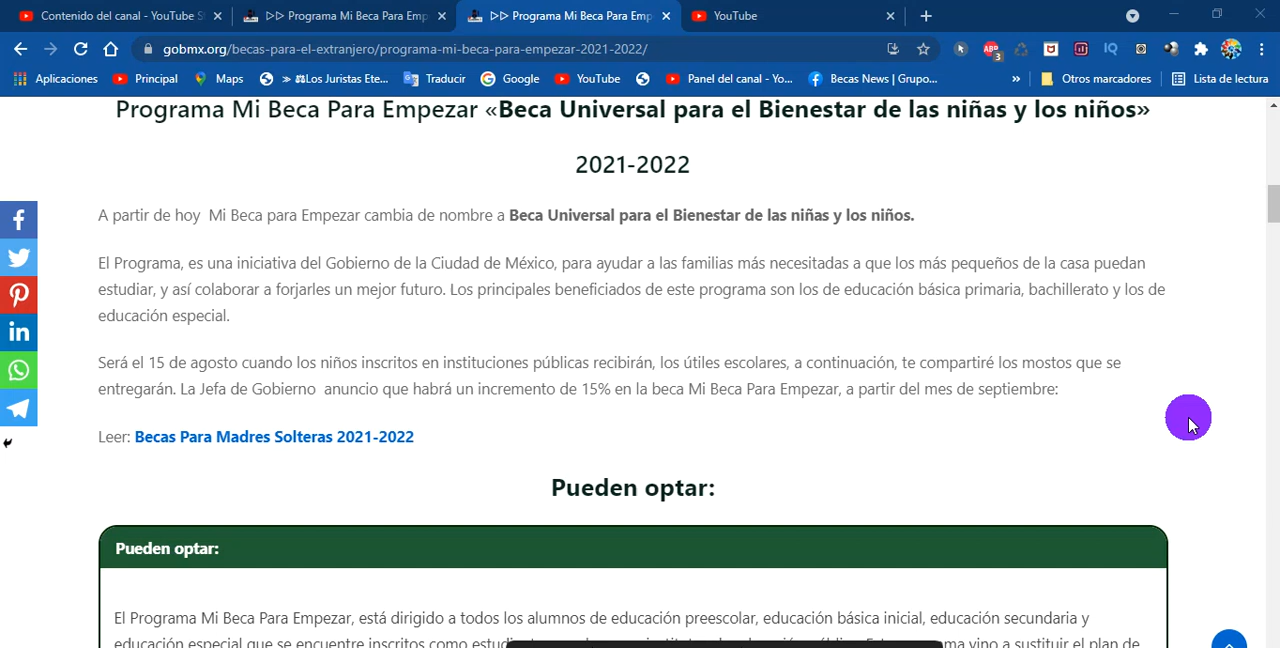 Contenido del canal - YouTube St
▷▷ Programa Mi Beca Para Emp
▷▷ Programa Mi Beca Para Emp
YouTube
gobmx.org/becas-para-el-extranjero/programa-mi-beca-para-empezar-2021-2022/
ABP 3
IQ
Aplicaciones
Principal
Maps
» ⚖Los Juristas Ete...
Traducir
Google
YouTube
Panel del canal - Yo...
Becas News | Grupo...
»
Otros marcadores
Lista de lectura
Programa Mi Beca Para Empezar «Beca Universal para el Bienestar de las niñas y los niños»
2021-2022
A partir de hoy Mi Beca para Empezar cambia de nombre a Beca Universal para el Bienestar de las niñas y los niños.
El Programa, es una iniciativa del Gobierno de la Ciudad de México, para ayudar a las familias más necesitadas a que los más pequeños de la casa puedan
estudiar, y así colaborar a forjarles un mejor futuro. Los principales beneficiados de este programa son los de educación básica primaria, bachillerato y los de
educación especial.
Será el 15 de agosto cuando los niños inscritos en instituciones públicas recibirán, los útiles escolares, a continuación, te compartiré los mostos que se
entregarán. La Jefa de Gobierno anuncio que habrá un incremento de 15% en la beca Mi Beca Para Empezar, a partir del mes de septiembre:
Leer: Becas Para Madres Solteras 2021-2022
Pueden optar:
Pueden optar:
El Programa Mi Beca Para Empezar, está dirigido a todos los alumnos de educación preescolar, educación básica inicial, educación secundaria y
educación especial que se encuentre inscritos como